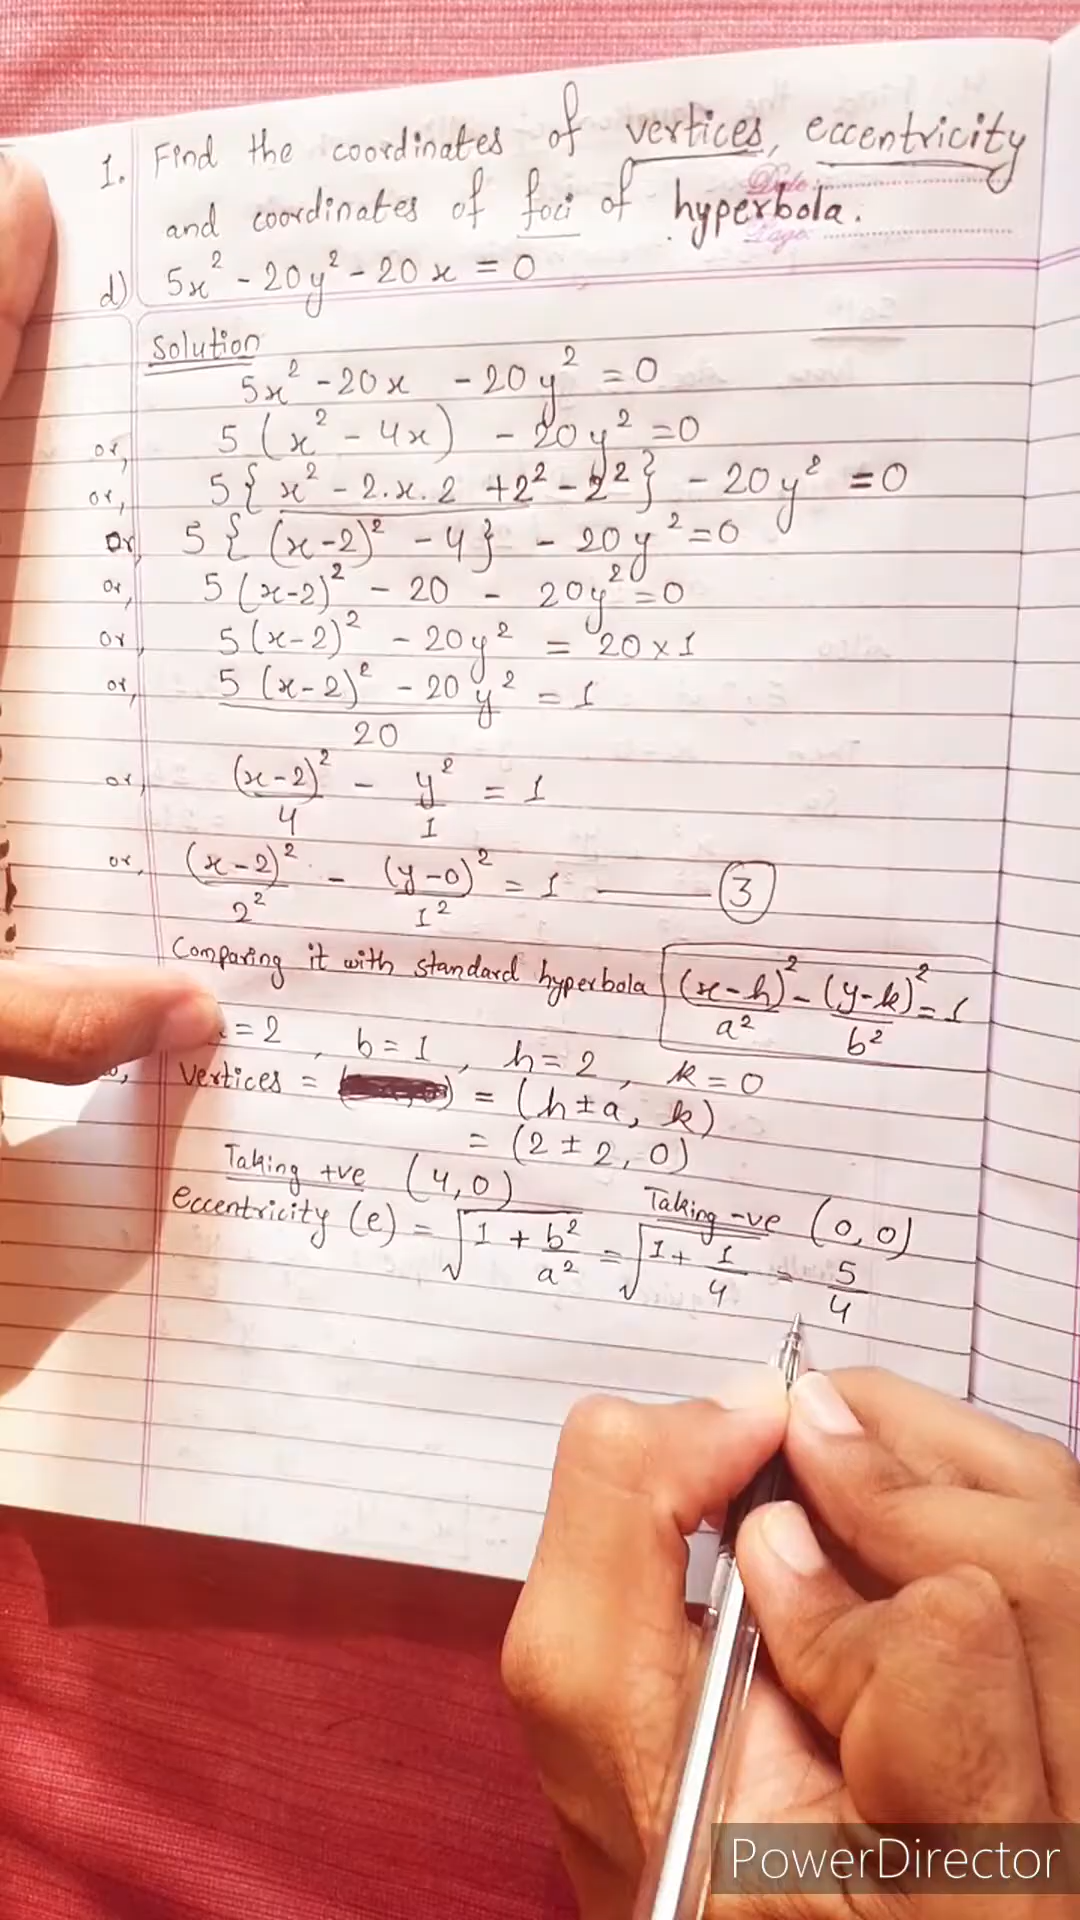 1. Find the coordinates of vertices, eccentricity
Date:
and coordinates of foci of hyperbola.
Page:
d) 5x² - 20y² - 20x = 0
Solution
5x² - 20x - 20y² = 0
or, 5(x² - 4x) - 20y² = 0
or, 5{x² - 2.x.2 + 2² - 2²} - 20y² = 0
or, 5{(x-2)² - 4} - 20y² = 0
or, 5(x-2)² - 20 - 20y² = 0
or 5(x-2)² - 20y² = 20 × 1
or, 5(x-2)² - 20y² / 20 = 1
or, (x-2)²/4 - y²/1 = 1
or, (x-2)²/2² - (y-0)²/1² = 1 —— ③
Comparing it with standard hyperbola (x-h)²/a² - (y-k)²/b² = 1
= 2, b = 1, h = 2, k = 0
vertices = = (h±a, k)
= (2±2, 0)
Taking +ve (4,0) Taking -ve (0,0)
eccentricity (e) = √(1 + b²/a²) = √(1 + 1/4) = 5/4
PowerDirector